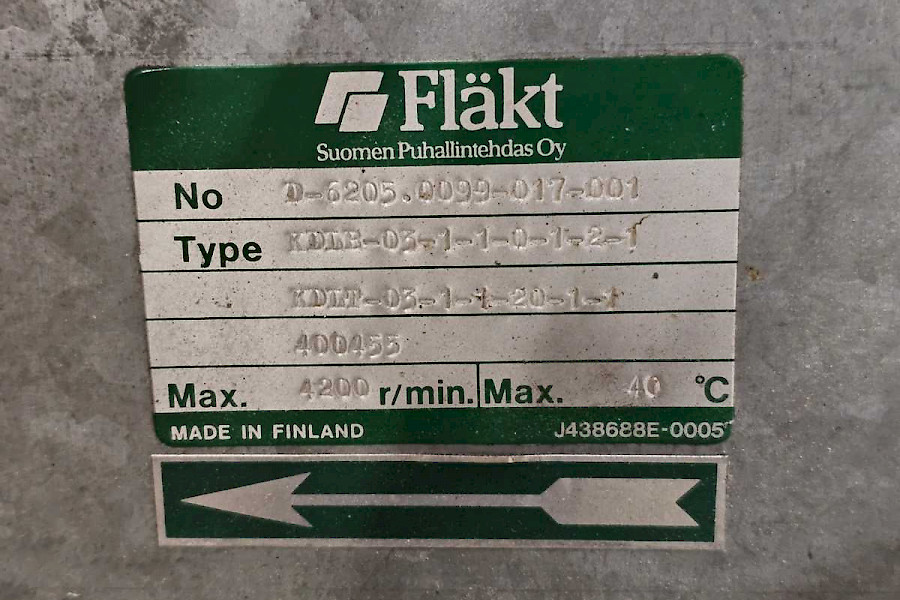 Fläkt
Suomen Puhallintehdas Oy
No D-6205.0099-017-001
Type KDLE-03-1-1-0-1-2-1
KDLT-03-1-1-20-1-1
400455
Max. 4200 r/min. Max. 40 °C
MADE IN FINLAND J438688E-0005